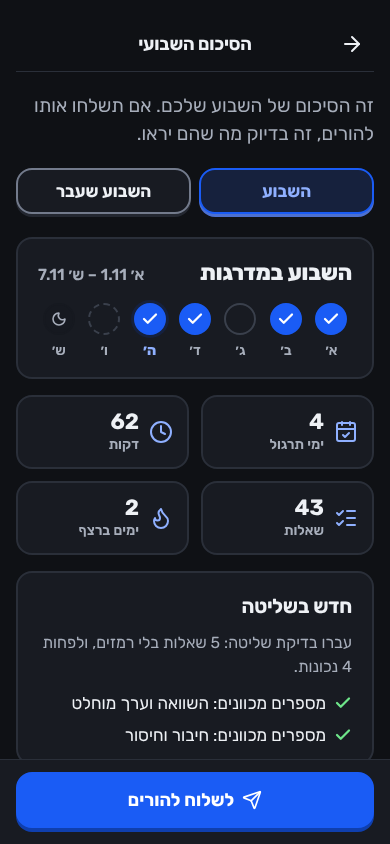 הסיכום השבועי
זה הסיכום של השבוע שלכם. אם תשלחו אותו
להורים, זה בדיוק מה שהם יראו.
השבוע
השבוע שעבר
השבוע במדרגות
א׳ 1.11 – ש׳ 7.11
א׳ ב׳ ג׳ ד׳ ה׳ ו׳ ש׳
4
ימי תרגול
62
דקות
43
שאלות
2
ימים ברצף
חדש בשליטה
עברו בדיקת שליטה: 5 שאלות בלי רמזים, ולפחות
4 נכונות.
מספרים מכוונים: השוואה וערך מוחלט
מספרים מכוונים: חיבור וחיסור
לשלוח להורים